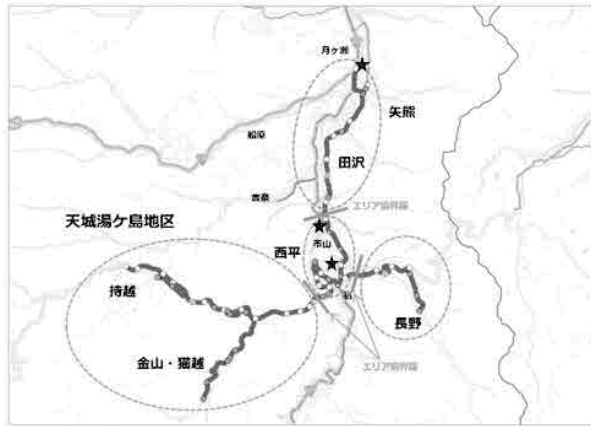 月ヶ瀬
矢熊
船原
田沢
吉奈
エリア境界線
天城湯ケ島地区
西平
市山
持越
長野
金山・猫越
エリア境界線